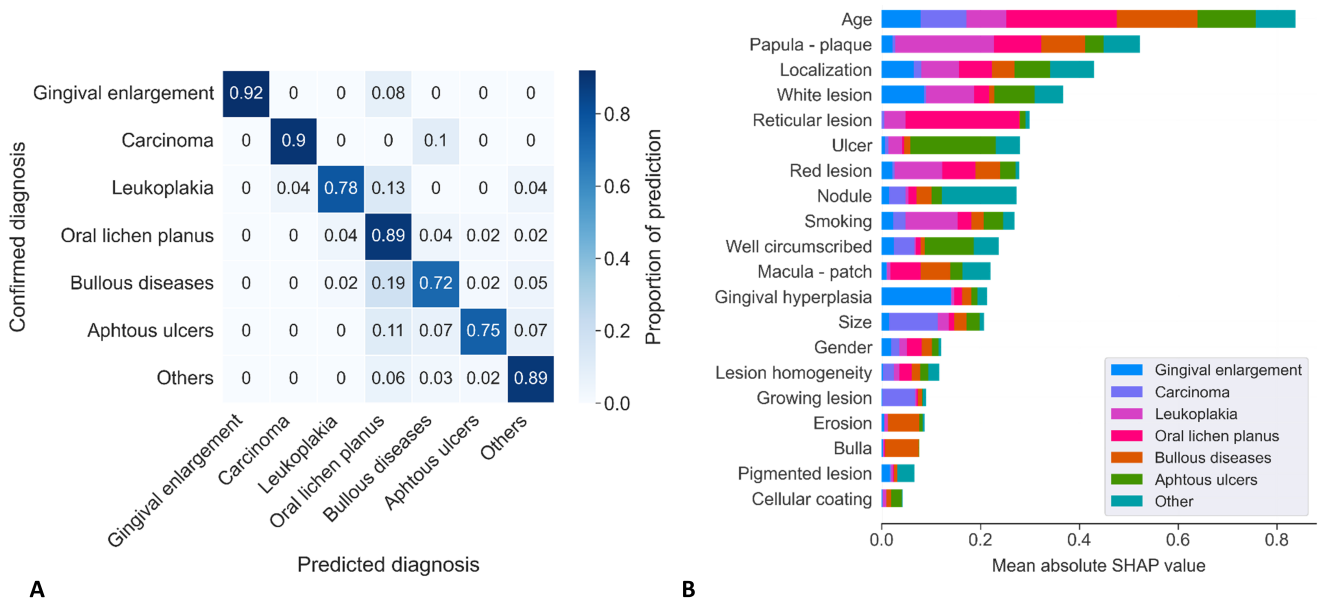 Confirmed diagnosis
Gingival enlargement 0.92 0 0 0.08 0 0 0
Carcinoma 0 0.9 0 0 0.1 0 0
Leukoplakia 0 0.04 0.78 0.13 0 0 0.04
Oral lichen planus 0 0 0.04 0.89 0.04 0.02 0.02
Bullous diseases 0 0 0.02 0.19 0.72 0.02 0.05
Aphtous ulcers 0 0 0 0.11 0.07 0.75 0.07
Others 0 0 0 0.06 0.03 0.02 0.89
Gingival enlargement
Carcinoma
Leukoplakia
Oral lichen planus
Bullous diseases
Aphtous ulcers
Others
Predicted diagnosis
0.8
0.6
0.4
0.2
0.0
Proportion of prediction
A
Age
Papula - plaque
Localization
White lesion
Reticular lesion
Ulcer
Red lesion
Nodule
Smoking
Well circumscribed
Macula - patch
Gingival hyperplasia
Size
Gender
Lesion homogeneity
Growing lesion
Erosion
Bulla
Pigmented lesion
Cellular coating
Gingival enlargement
Carcinoma
Leukoplakia
Oral lichen planus
Bullous diseases
Aphtous ulcers
Other
0.0 0.2 0.4 0.6 0.8
Mean absolute SHAP value
B